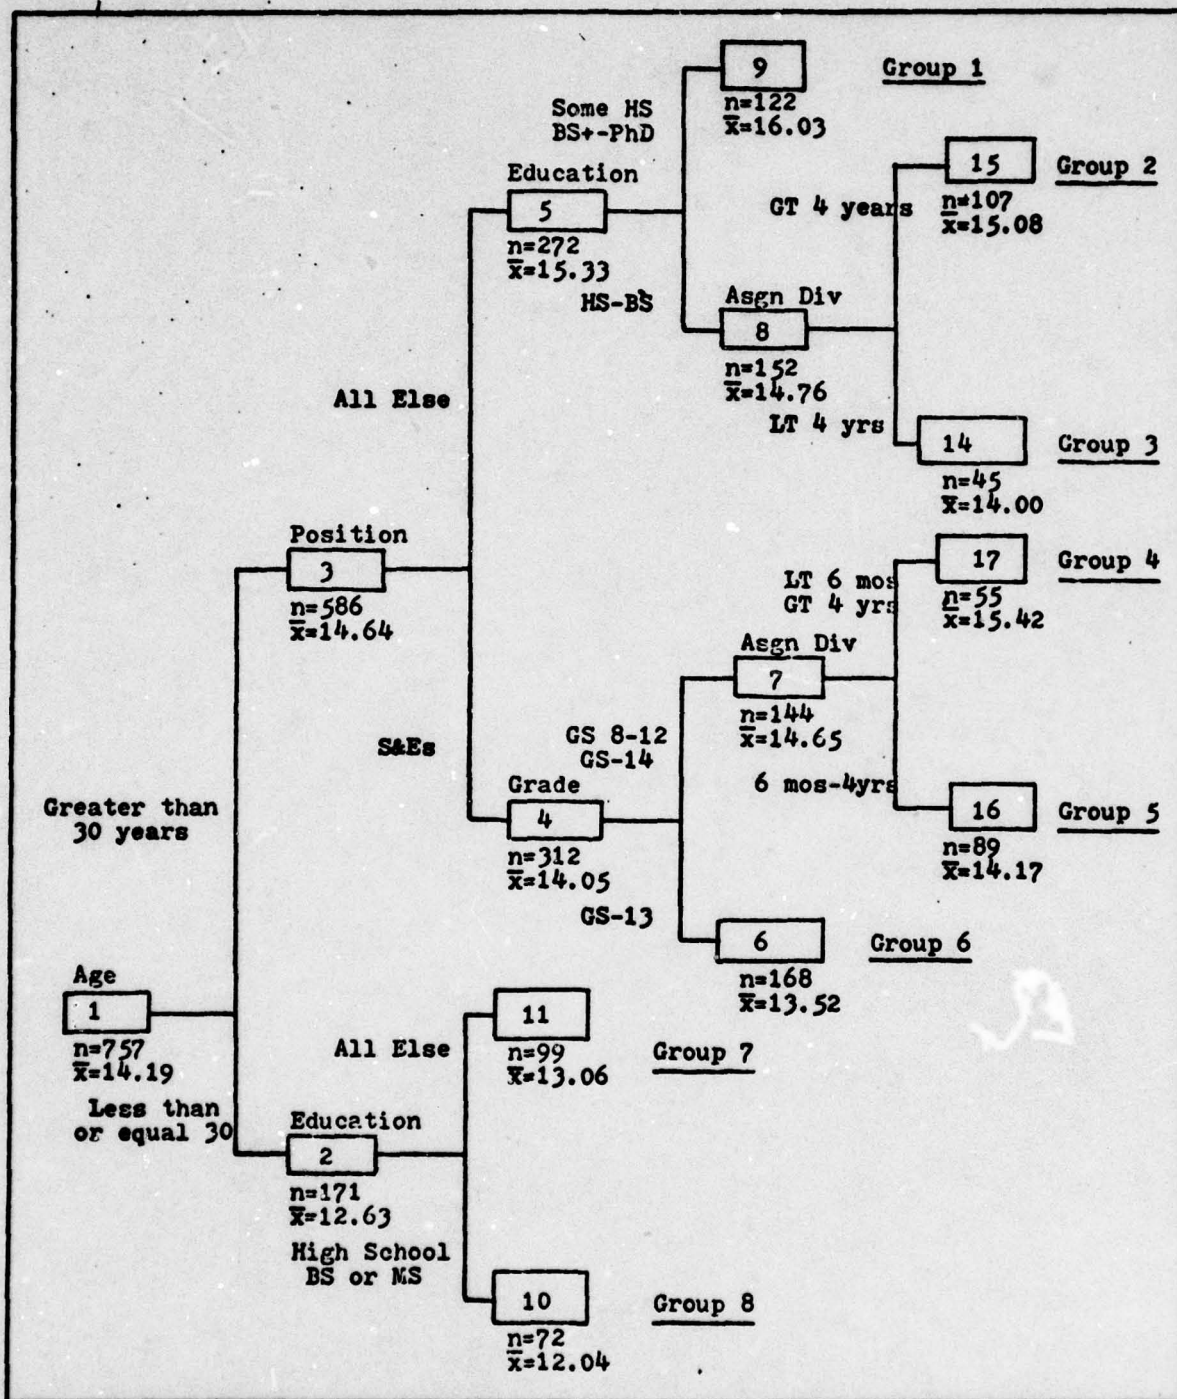 9
Group 1
n=122
x̄=16.03
Some HS
BS+-PhD
Education
5
n=272
x̄=15.33
HS-BS
15
Group 2
GT 4 years
n=107
x̄=15.08
Asgn Div
8
n=152
x̄=14.76
LT 4 yrs
14
Group 3
n=45
x̄=14.00
All Else
Position
3
n=586
x̄=14.64
17
Group 4
LT 6 mos
GT 4 yrs
n=55
x̄=15.42
Asgn Div
7
n=144
x̄=14.65
S&Es
GS 8-12
GS-14
6 mos-4yrs
16
Group 5
n=89
x̄=14.17
Grade
4
n=312
x̄=14.05
GS-13
Greater than
30 years
6
Group 6
n=168
x̄=13.52
Age
1
n=757
x̄=14.19
Less than
or equal 30
All Else
11
n=99
x̄=13.06
Group 7
Education
2
n=171
x̄=12.63
High School
BS or MS
10
Group 8
n=72
x̄=12.04